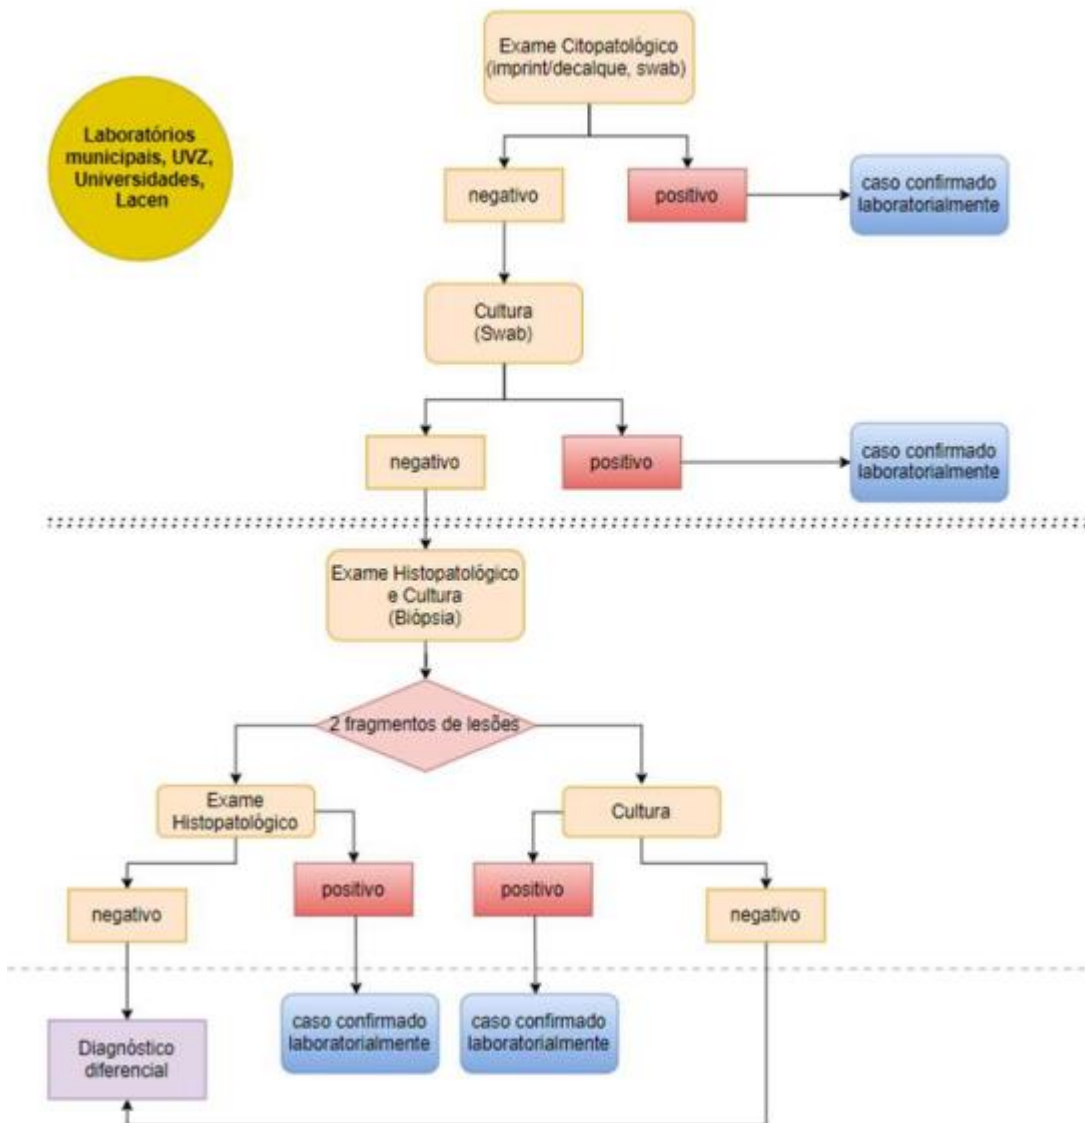 Exame Citopatológico
(imprint/decalque, swab)
Laboratórios
municipais, UVZ,
Universidades,
Lacen
negativo
positivo
caso confirmado
laboratorialmente
Cultura
(Swab)
negativo
positivo
caso confirmado
laboratorialmente
Exame Histopatológico
e Cultura
(Biópsia)
2 fragmentos de lesões
Exame
Histopatológico
Cultura
negativo
positivo
positivo
negativo
caso confirmado
laboratorialmente
caso confirmado
laboratorialmente
Diagnóstico
diferencial